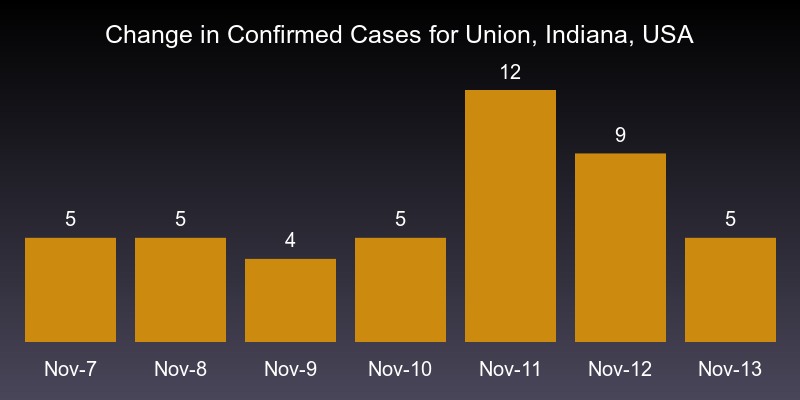 Change in Confirmed Cases for Union, Indiana, USA
12
9
5 5 5 5
4
Nov-7 Nov-8 Nov-9 Nov-10 Nov-11 Nov-12 Nov-13